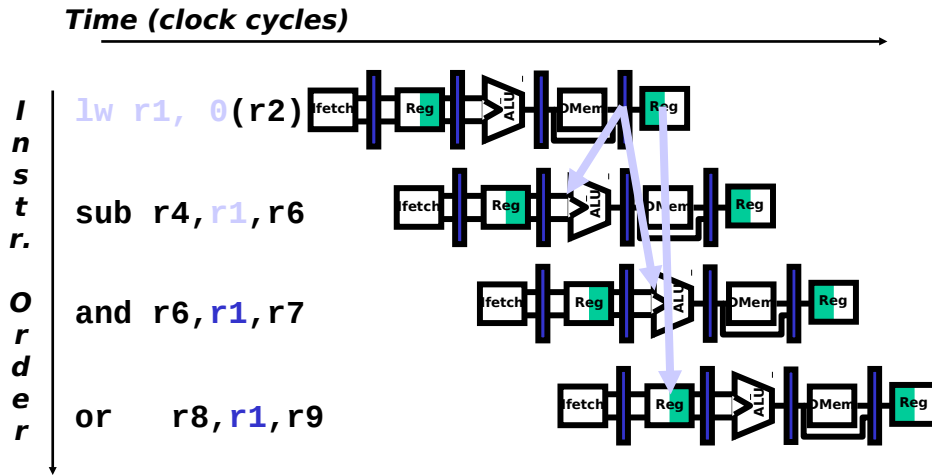 Time (clock cycles)
Instr. Order
lw r1, 0(r2)
Ifetch Reg ALU DMem Reg
sub r4,r1,r6
Ifetch Reg ALU DMem Reg
and r6,r1,r7
Ifetch Reg ALU DMem Reg
or r8,r1,r9
Ifetch Reg ALU DMem Reg